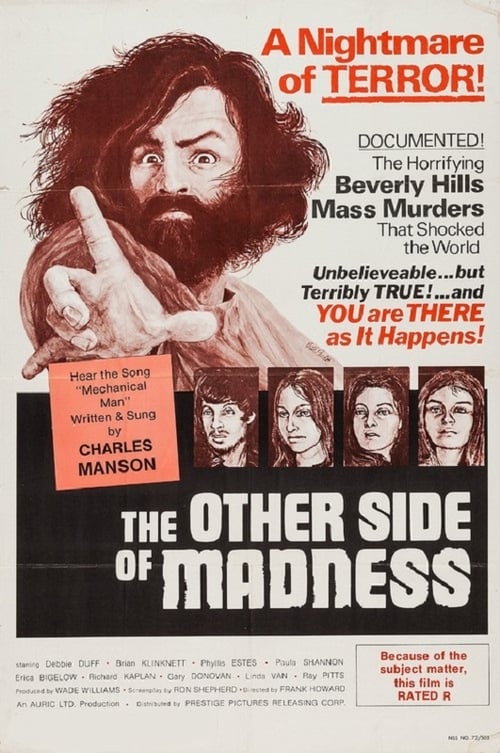 A Nightmare
of TERROR!
DOCUMENTED!
The Horrifying
Beverly Hills
Mass Murders
That Shocked
the World
Unbelieveable...but
Terribly TRUE!...and
YOU are THERE
as It Happens!
Hear the Song
"Mechanical
Man"
Written & Sung
by
CHARLES
MANSON
THE OTHER SIDE
OF MADNESS
starring Debbie DUFF • Brian KLINKNETT • Phyllis ESTES • Paula SHANNON
Erica BIGELOW • Richard KAPLAN • Gary DONOVAN • Linda VAIN • Ray PITTS
Produced by WADE WILLIAMS • Screenplay by RON SHEPHERD • Directed by FRANK HOWARD
An AURIC LTD. Production • Distributed by PRESTIGE PICTURES RELEASING CORP.
Because of the
subject matter,
this film is
RATED R
NSS NO. 72/303